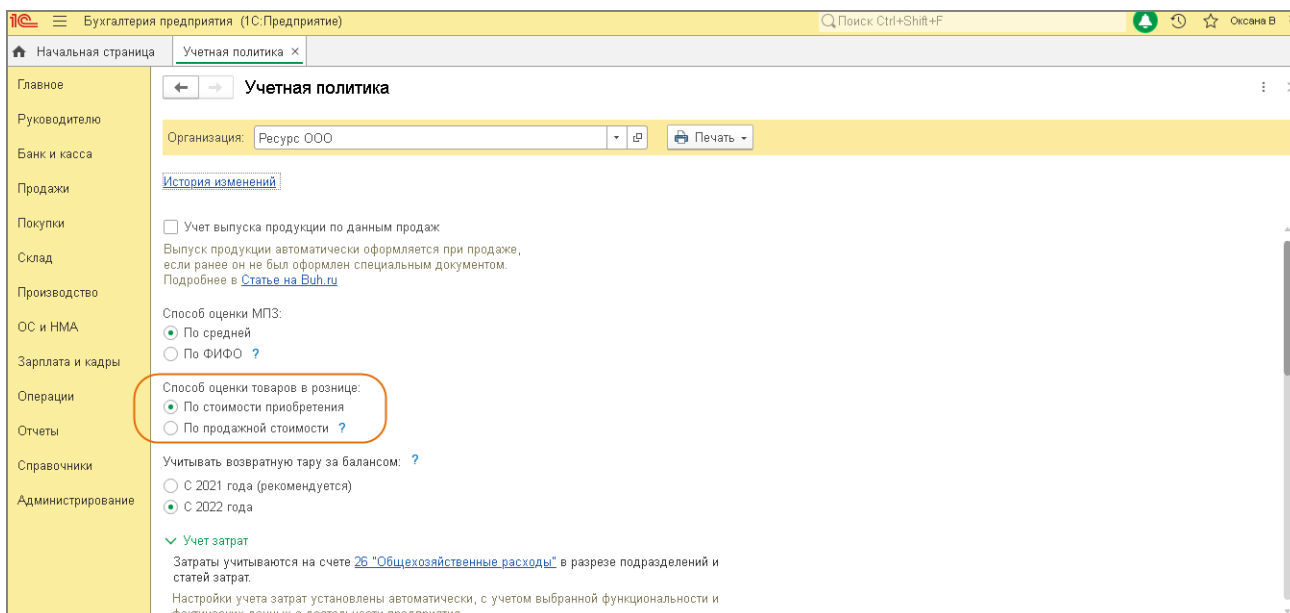 1С Бухгалтерия предприятия (1С:Предприятие) Поиск Ctrl+Shift+F Оксана В
Начальная страница Учетная политика ×
Главное
Руководителю
Банк и касса
Продажи
Покупки
Склад
Производство
ОС и НМА
Зарплата и кадры
Операции
Отчеты
Справочники
Администрирование
Учетная политика
Организация: Ресурс ООО Печать
История изменений
Учет выпуска продукции по данным продаж
Выпуск продукции автоматически оформляется при продаже,
если ранее он не был оформлен специальным документом.
Подробнее в Статье на Buh.ru
Способ оценки МПЗ:
По средней
По ФИФО ?
Способ оценки товаров в рознице:
По стоимости приобретения
По продажной стоимости ?
Учитывать возвратную тару за балансом: ?
С 2021 года (рекомендуется)
С 2022 года
Учет затрат
Затраты учитываются на счете 26 "Общехозяйственные расходы" в разрезе подразделений и
статей затрат.
Настройки учета затрат установлены автоматически, с учетом выбранной функциональности и
фактических данных о деятельности предприятия